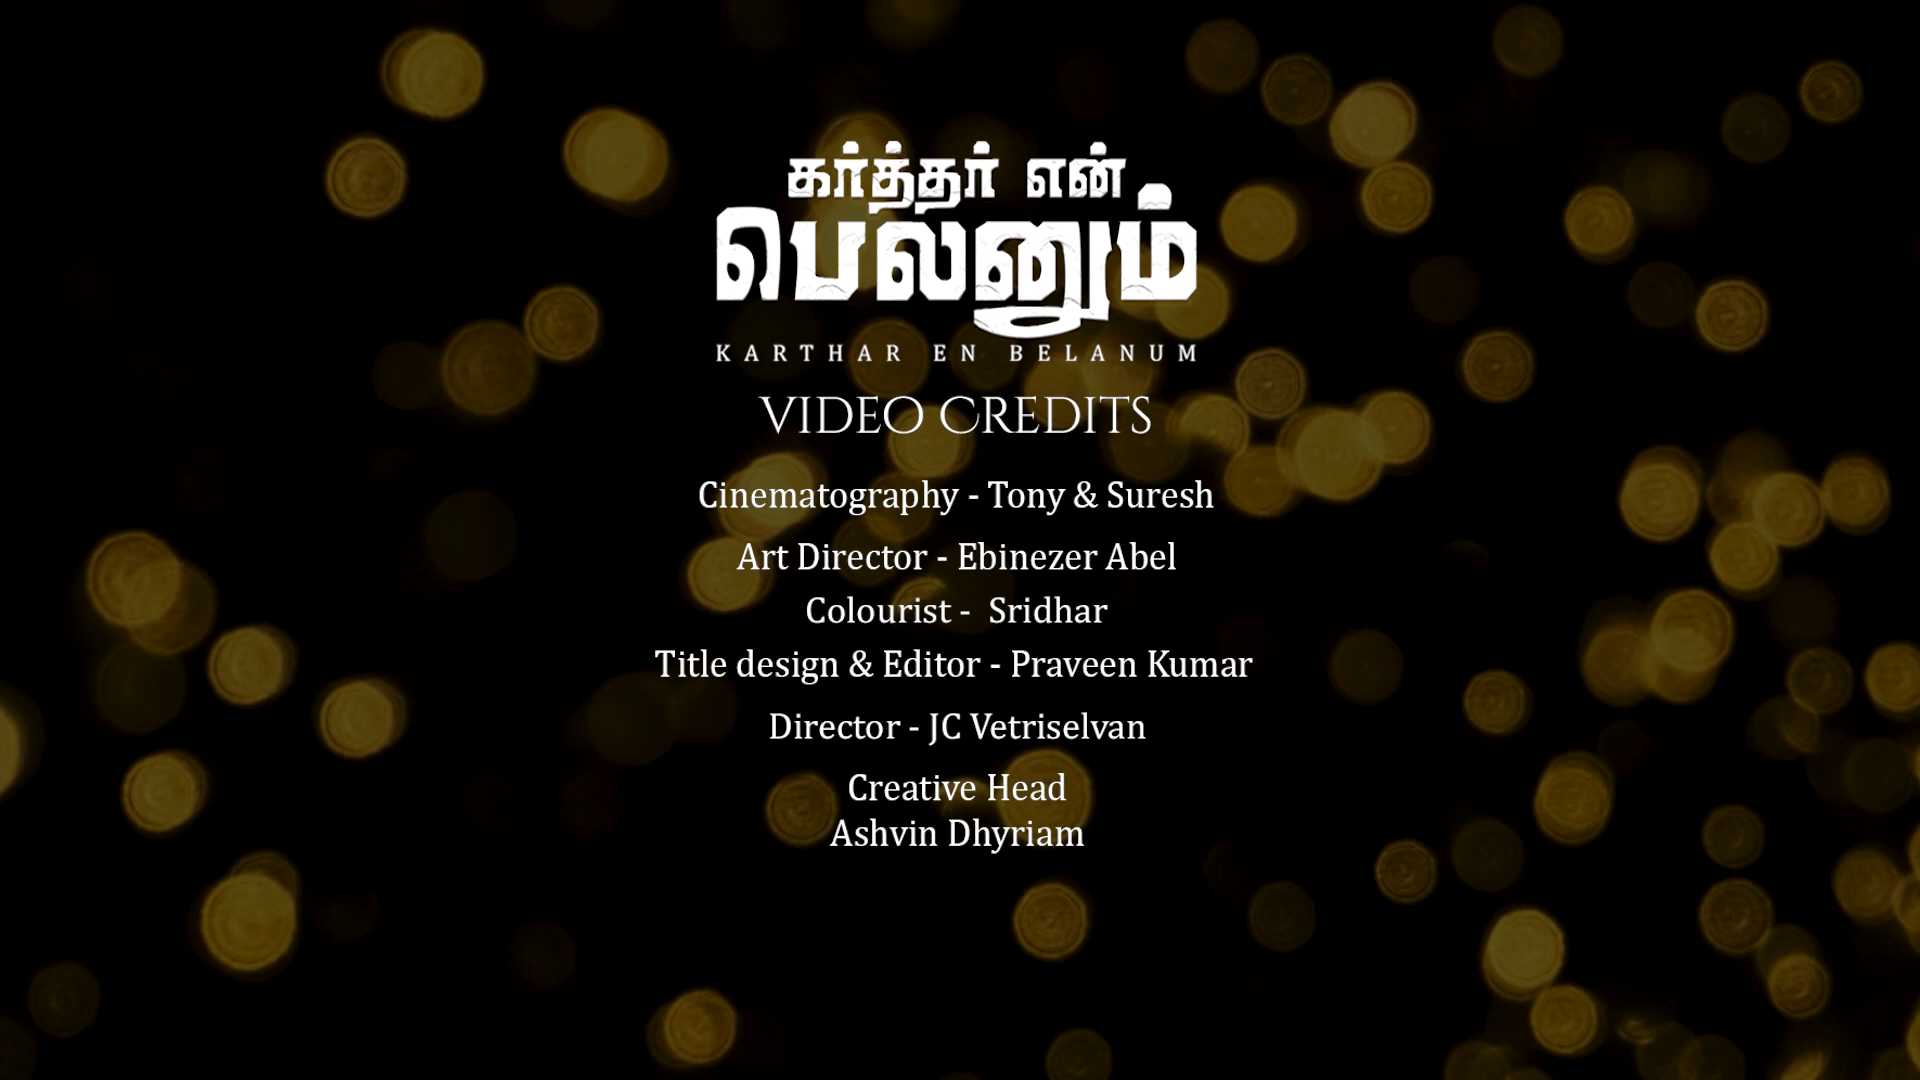 கர்த்தர் என்
பெலனும்
KARTHAR EN BELANUM
VIDEO CREDITS
Cinematography - Tony & Suresh
Art Director - Ebinezer Abel
Colourist - Sridhar
Title design & Editor - Praveen Kumar
Director - JC Vetriselvan
Creative Head
Ashvin Dhyriam